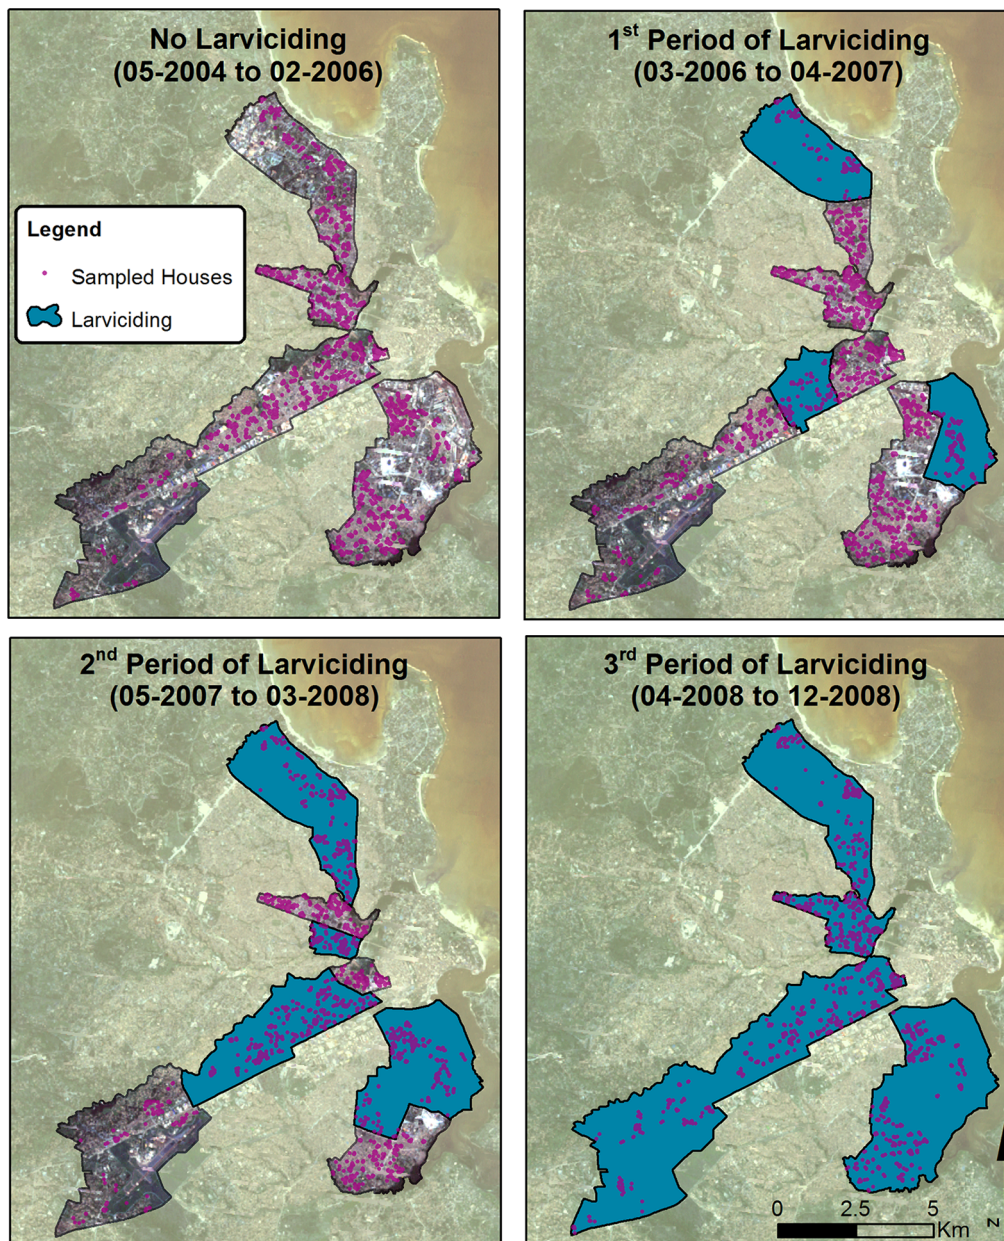 No Larviciding
(05-2004 to 02-2006)
1st Period of Larviciding
(03-2006 to 04-2007)
Legend
Sampled Houses
Larviciding
2nd Period of Larviciding
(05-2007 to 03-2008)
3rd Period of Larviciding
(04-2008 to 12-2008)
0 2.5 5
Km
N